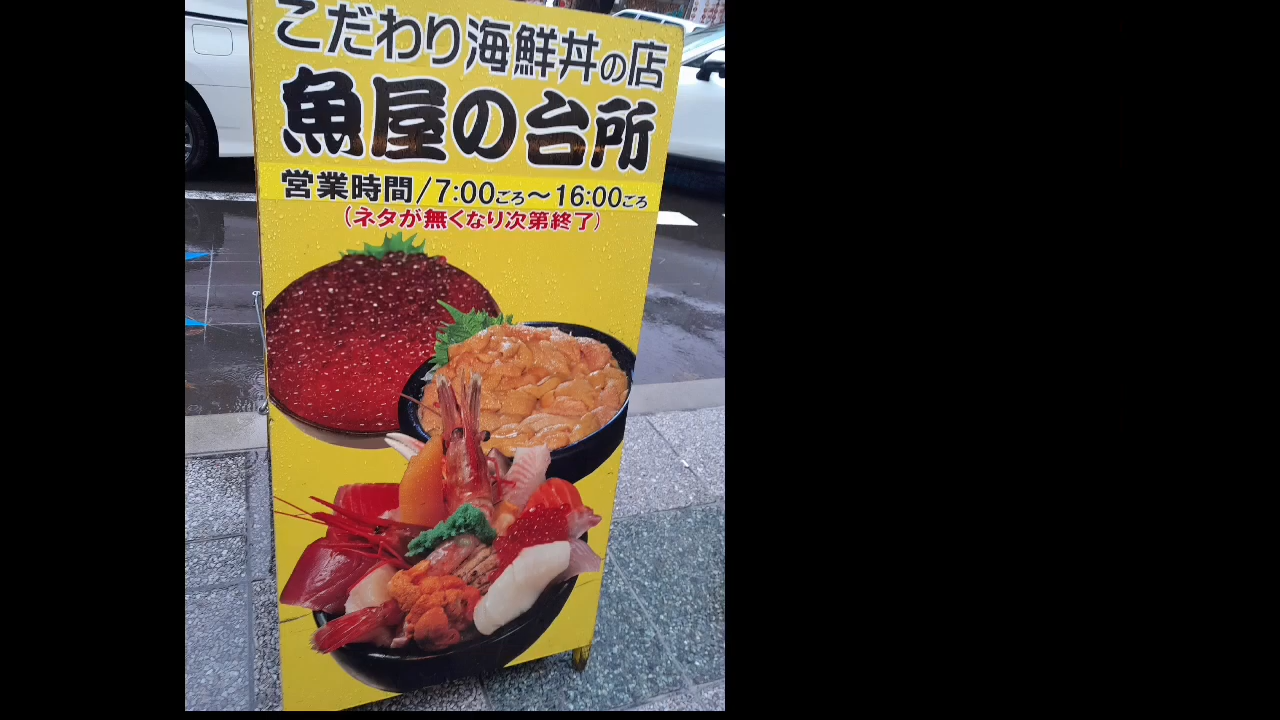 こだわり海鮮丼の店
魚屋の台所
営業時間/7:00ごろ〜16:00ごろ
(ネタが無くなり次第終了)